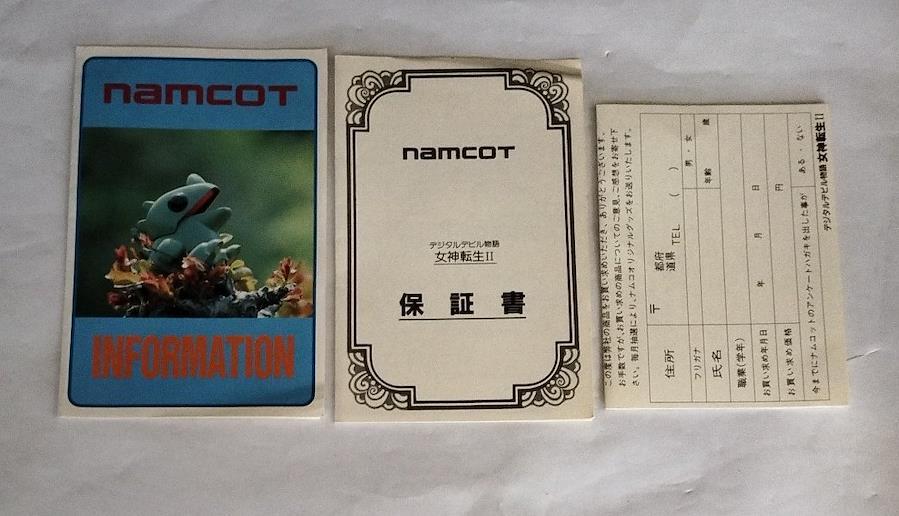 namcot
INFORMATION
namcot
デジタルデビル物語
女神転生II
保証書
この度は弊社の商品をお買い求めいただき、ありがとうございます。
お手数ですが、お買い求めの商品についてのご意見、ご感想をお寄せ下
さい。毎月抽選により、ナムコオリジナルグッズをお送りいたします。
住所
〒
都府
道県
TEL ( )
フリガナ
氏名
男・女
年齢
歳
職業(学年)
お買い求め年月日
年 月 日
お買い求め価格
円
今までにナムコットのアンケートハガキを出した事が
ある・ない
デジタルデビル物語 女神転生II